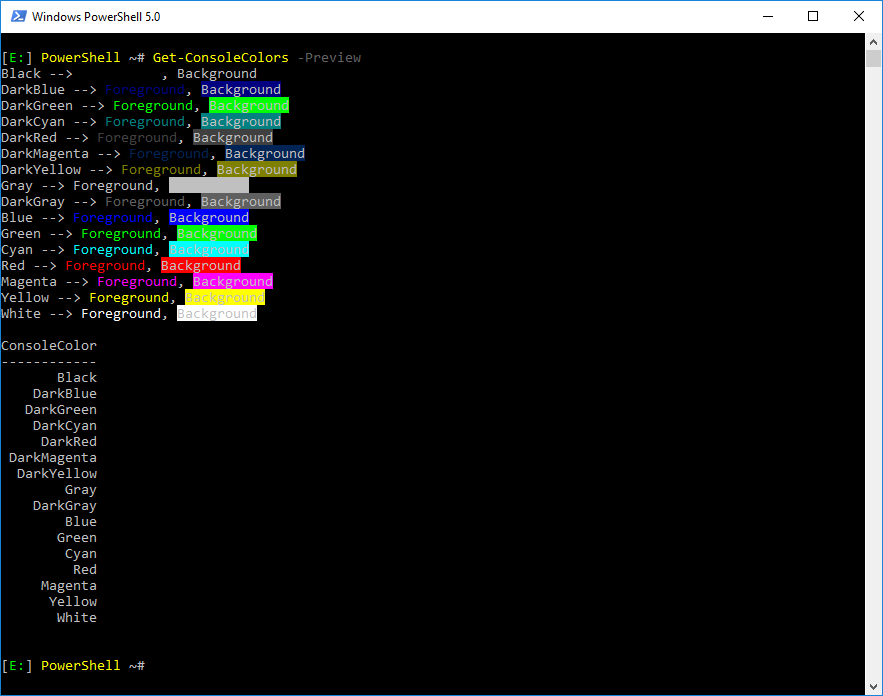 Windows PowerShell 5.0
[E:] PowerShell ~# Get-ConsoleColors -Preview
Black --> , Background
DarkBlue --> Foreground, Background
DarkGreen --> Foreground, Background
DarkCyan --> Foreground, Background
DarkRed --> Foreground, Background
DarkMagenta --> Foreground, Background
DarkYellow --> Foreground, Background
Gray --> Foreground,
DarkGray --> Foreground, Background
Blue --> Foreground, Background
Green --> Foreground, Background
Cyan --> Foreground, Background
Red --> Foreground, Background
Magenta --> Foreground, Background
Yellow --> Foreground, Background
White --> Foreground, Background
ConsoleColor
------------
Black
DarkBlue
DarkGreen
DarkCyan
DarkRed
DarkMagenta
DarkYellow
Gray
DarkGray
Blue
Green
Cyan
Red
Magenta
Yellow
White
[E:] PowerShell ~#